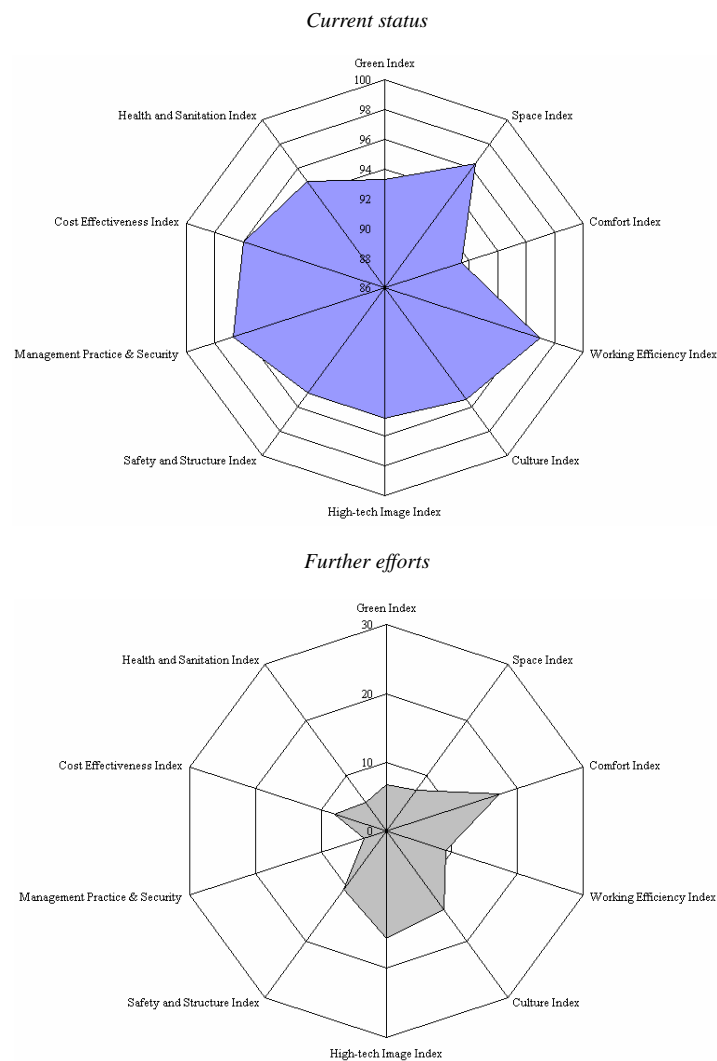 Current status
Green Index
100
98
96
94
92
90
88
86
Health and Sanitation Index
Space Index
Cost Effectiveness Index
Comfort Index
Management Practice & Security
Working Efficiency Index
Safety and Structure Index
Culture Index
High-tech Image Index
Further efforts
Green Index
30
20
10
0
Health and Sanitation Index
Space Index
Cost Effectiveness Index
Comfort Index
Management Practice & Security
Working Efficiency Index
Safety and Structure Index
Culture Index
High-tech Image Index